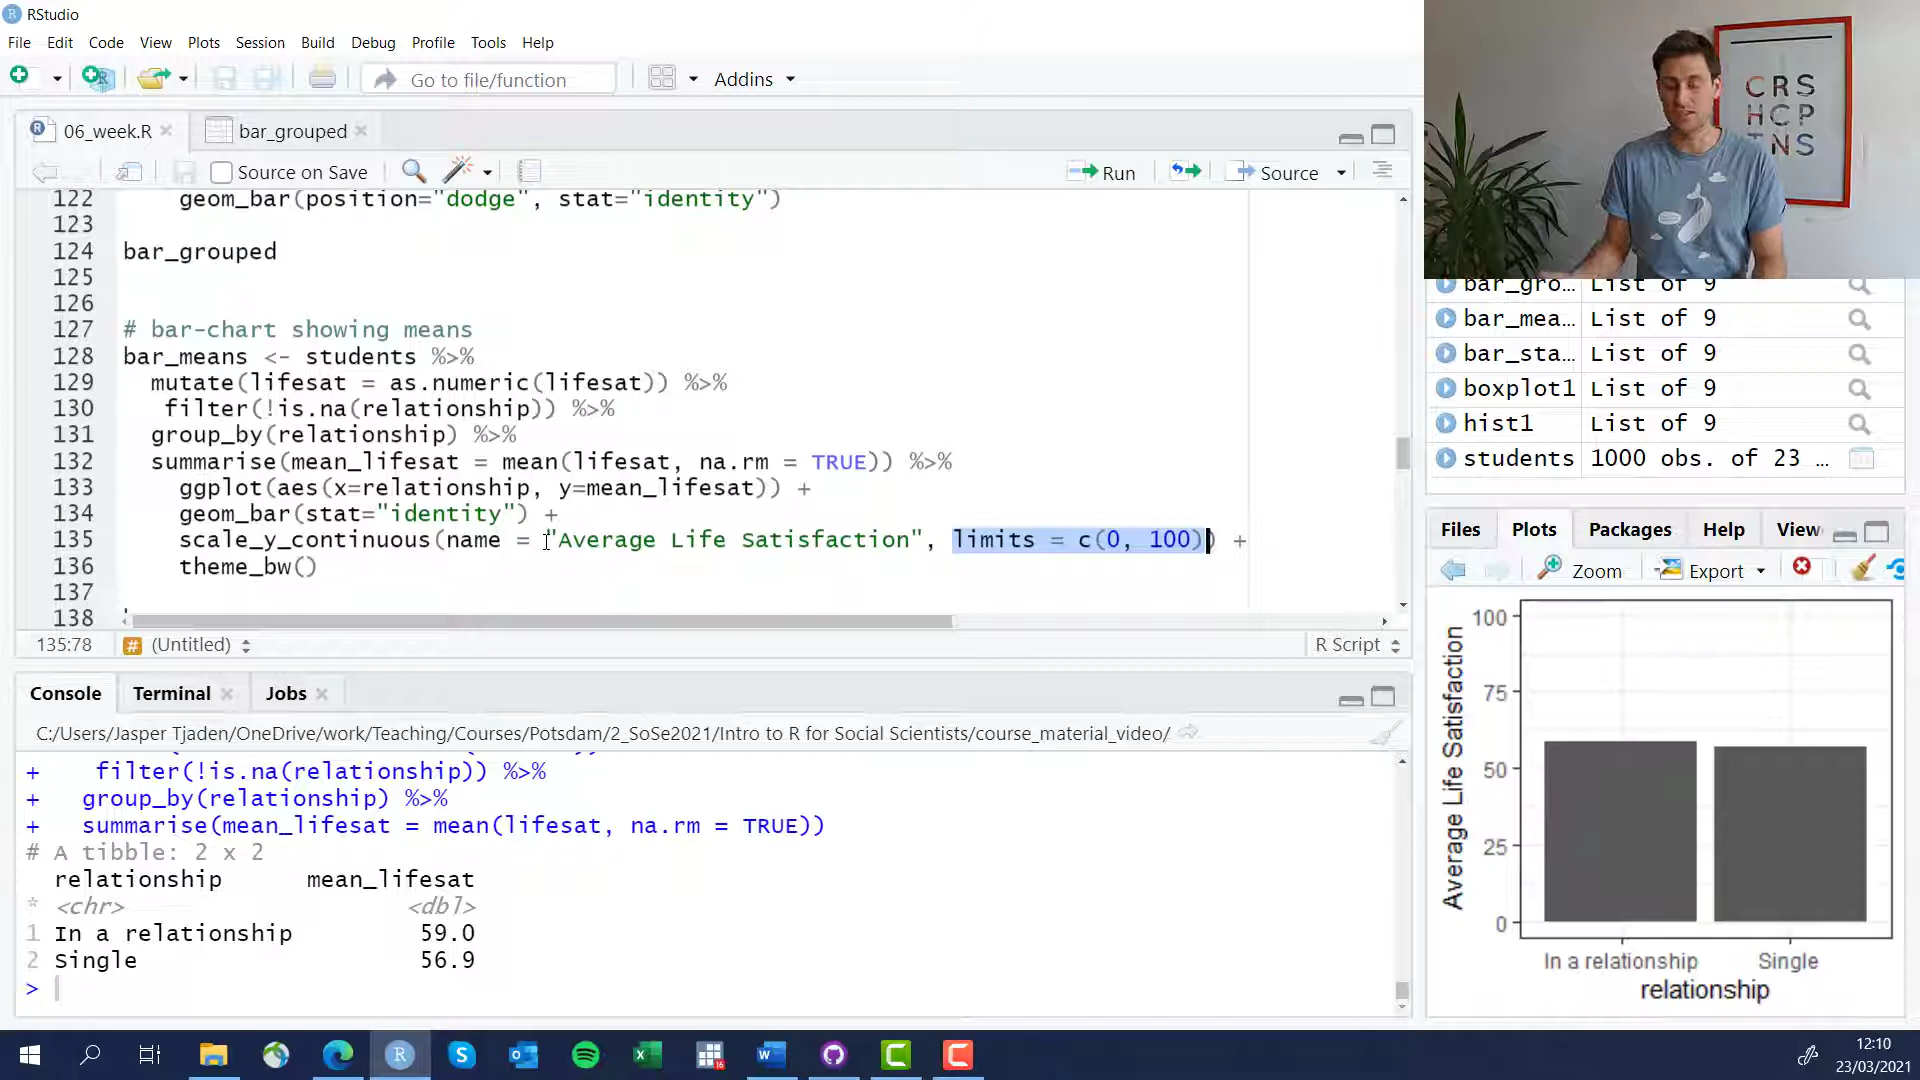 RStudio
File Edit Code View Plots Session Build Debug Profile Tools Help
Go to file/function
Addins
06_week.R
bar_grouped
Source on Save
Run
Source
122 geom_bar(position="dodge", stat="identity")
123
124 bar_grouped
125
126
127 # bar-chart showing means
128 bar_means <- students %>%
129 mutate(lifesat = as.numeric(lifesat)) %>%
130 filter(!is.na(relationship)) %>%
131 group_by(relationship) %>%
132 summarise(mean_lifesat = mean(lifesat, na.rm = TRUE)) %>%
133 ggplot(aes(x=relationship, y=mean_lifesat)) +
134 geom_bar(stat="identity") +
135 scale_y_continuous(name = "Average Life Satisfaction", limits = c(0, 100)) +
136 theme_bw()
137
138
135:78
(Untitled)
R Script
Console
Terminal
Jobs
C:/Users/Jasper Tjaden/OneDrive/work/Teaching/Courses/Potsdam/2_SoSe2021/Intro to R for Social Scientists/course_material_video/
+ filter(!is.na(relationship)) %>%
+ group_by(relationship) %>%
+ summarise(mean_lifesat = mean(lifesat, na.rm = TRUE))
# A tibble: 2 x 2
relationship mean_lifesat
* <chr> <dbl>
1 In a relationship 59.0
2 Single 56.9
>
CRS
HCP
TNS
bar_gro… List of 9
bar_mea… List of 9
bar_sta… List of 9
boxplot1 List of 9
hist1 List of 9
students 1000 obs. of 23 …
Files Plots Packages Help View
Zoom
Export
Average Life Satisfaction
100
75
50
25
0
In a relationship
Single
relationship
16
12:10
23/03/2021